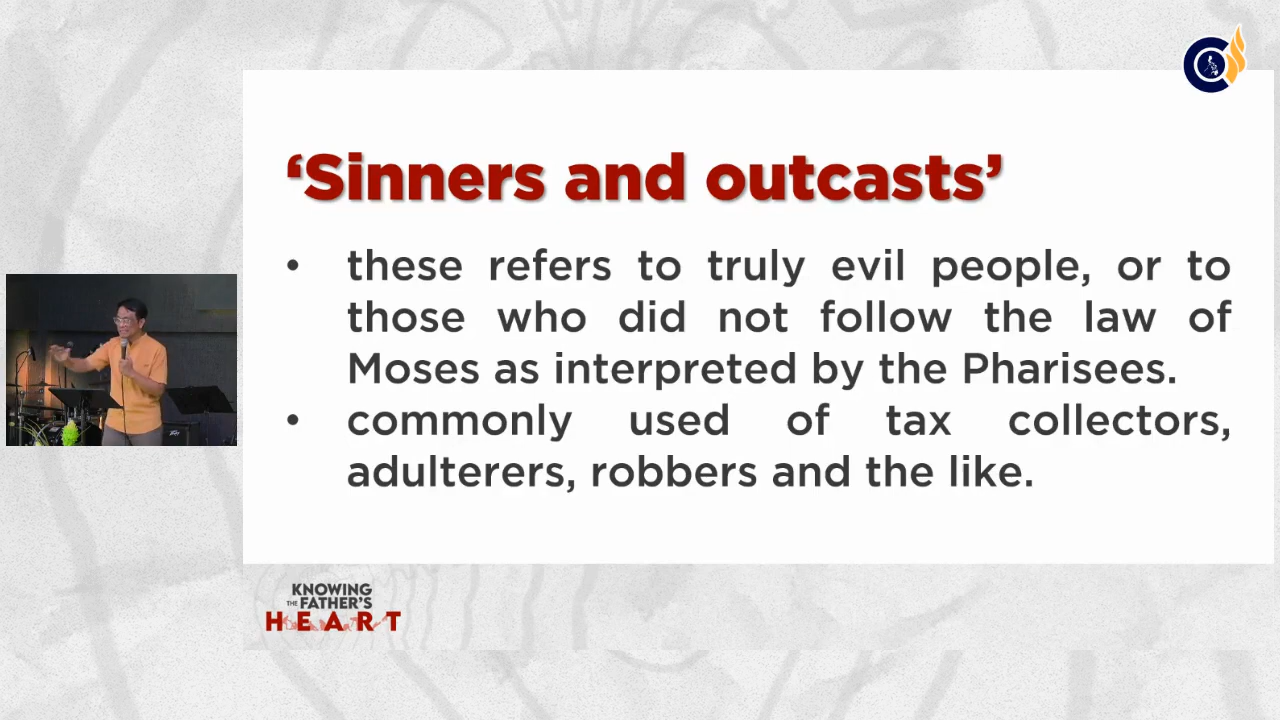 ‘Sinners and outcasts’
• these refers to truly evil people, or to
those who did not follow the law of
Moses as interpreted by the Pharisees.
• commonly used of tax collectors,
adulterers, robbers and the like.
KNOWING
THE FATHER'S
HEART